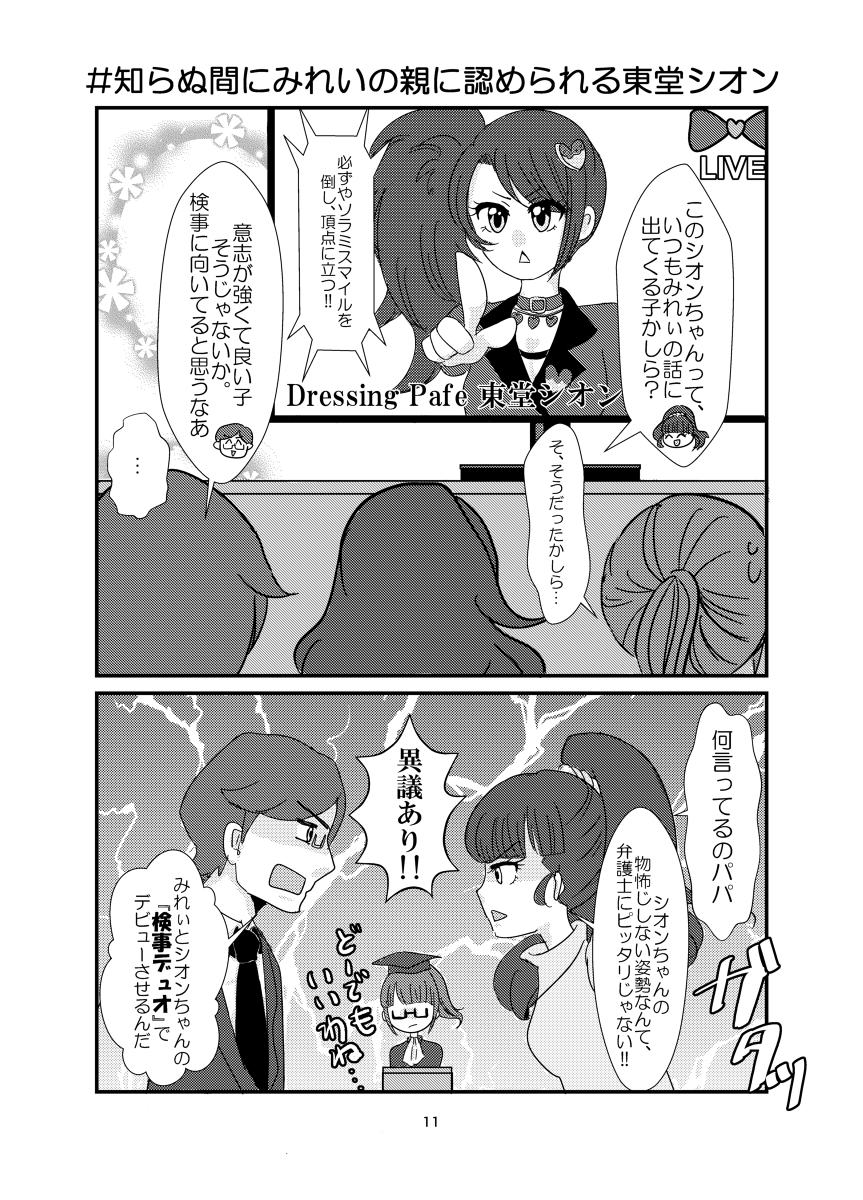 #知らぬ間にみれいの親に認められる東堂シオン
LIVE
このシオンちゃんって、
いつもみれぃの話に
出てくる子かしら？
必ずやソラミスマイルを
倒し、頂点に立つ!!
Dressing Pafe 東堂シオン
意志が強くて良い子
そうじゃないか。
検事に向いてると思うなあ
そ、そうだったかしら…
…
何言ってるのパパ
シオンちゃんの
物怖じしない姿勢なんて、
弁護士にピッタリじゃない!!
ガタッ
異議あり!!
みれぃとシオンちゃんの
『検事デュオ』で
デビューさせるんだ
どーでも
いいわね…
11